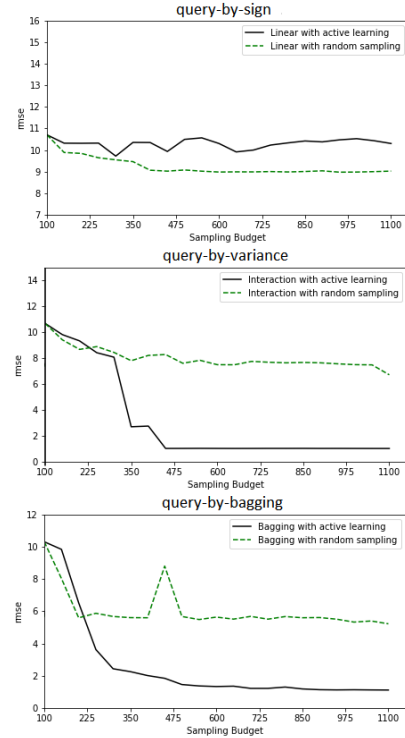 query-by-sign
16
15
14
13
12
11
10
9
8
7
rmse
Linear with active learning
Linear with random sampling
100 225 350 475 600 725 850 975 1100
Sampling Budget
query-by-variance
14
12
10
8
6
4
2
0
rmse
Interaction with active learning
Interaction with random sampling
100 225 350 475 600 725 850 975 1100
Sampling Budget
query-by-bagging
12
10
8
6
4
2
0
rmse
Bagging with active learning
Bagging with random sampling
100 225 350 475 600 725 850 975 1100
Sampling Budget